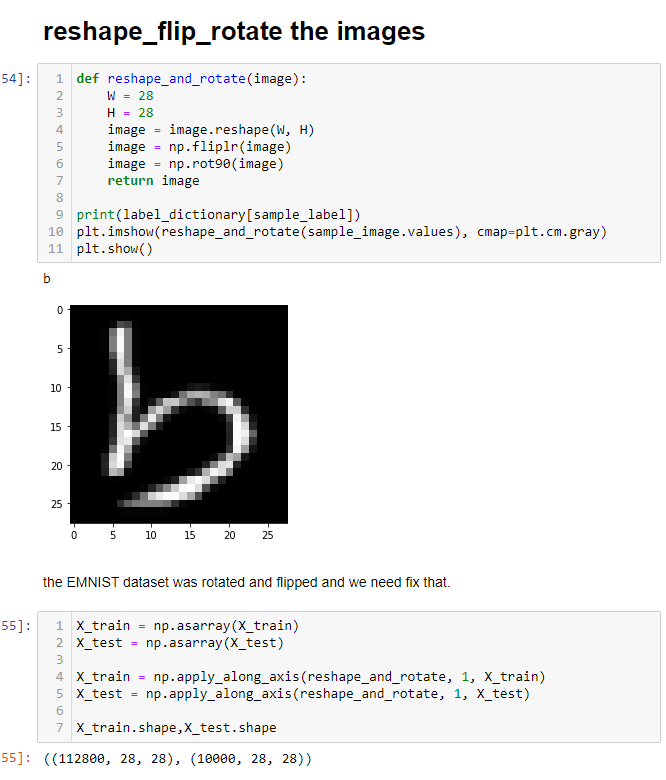 reshape_flip_rotate the images
54]:
1 def reshape_and_rotate(image):
2     W = 28
3     H = 28
4     image = image.reshape(W, H)
5     image = np.fliplr(image)
6     image = np.rot90(image)
7     return image
8
9 print(label_dictionary[sample_label])
10 plt.imshow(reshape_and_rotate(sample_image.values), cmap=plt.cm.gray)
11 plt.show()
b
0
5
10
15
20
25
0 5 10 15 20 25
the EMNIST dataset was rotated and flipped and we need fix that.
55]:
1 X_train = np.asarray(X_train)
2 X_test = np.asarray(X_test)
3
4 X_train = np.apply_along_axis(reshape_and_rotate, 1, X_train)
5 X_test = np.apply_along_axis(reshape_and_rotate, 1, X_test)
6
7 X_train.shape,X_test.shape
55]: ((112800, 28, 28), (10000, 28, 28))